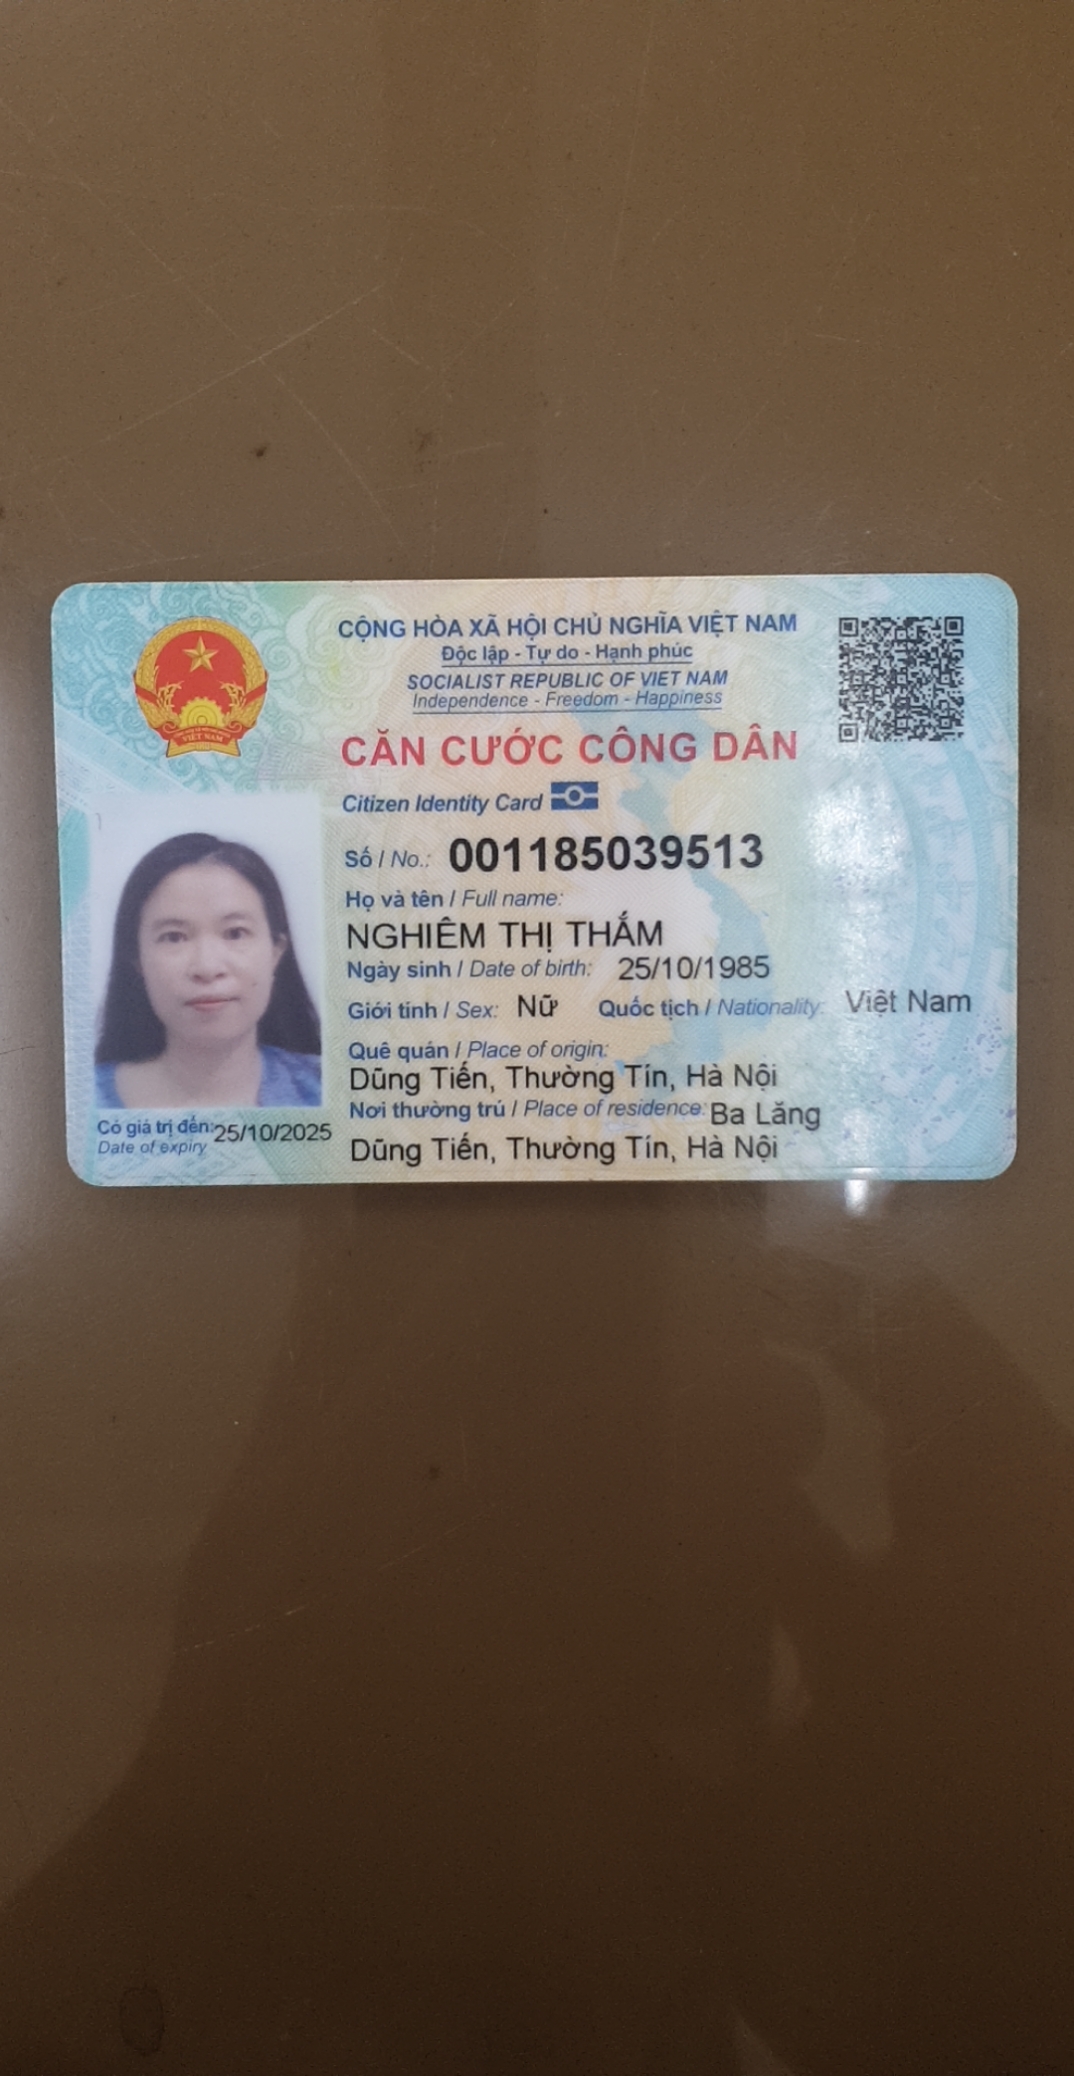 CỘNG HÒA XÃ HỘI CHỦ NGHĨA VIỆT NAM
Độc lập - Tự do - Hạnh phúc
SOCIALIST REPUBLIC OF VIET NAM
Independence - Freedom - Happiness
CĂN CƯỚC CÔNG DÂN
Citizen Identity Card
Số / No.: 001185039513
Họ và tên / Full name:
NGHIÊM THỊ THẮM
Ngày sinh / Date of birth: 25/10/1985
Giới tính / Sex: Nữ Quốc tịch / Nationality: Việt Nam
Quê quán / Place of origin:
Dũng Tiến, Thường Tín, Hà Nội
Nơi thường trú / Place of residence: Ba Lăng
Dũng Tiến, Thường Tín, Hà Nội
Có giá trị đến: 25/10/2025
Date of expiry
VIỆT NAM